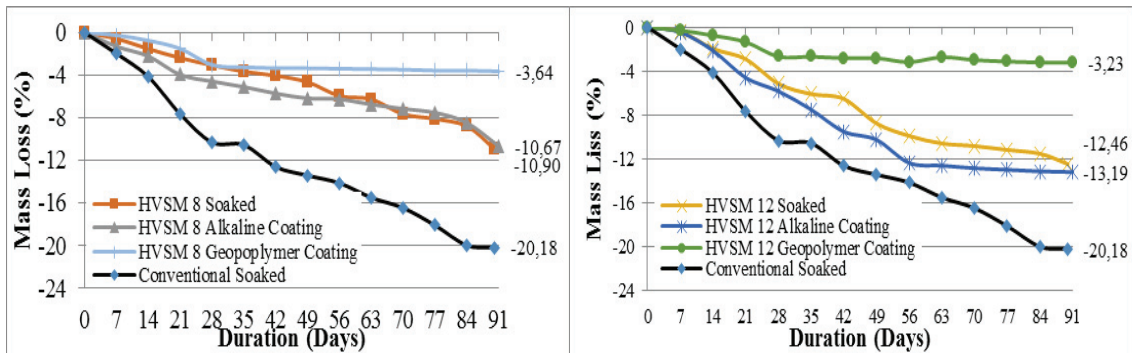 0
-4
-8
-12
-16
-20
-24
Mass Loss (%)
-3,64
-10,67
-10,90
-20,18
HVSM 8 Soaked
HVSM 8 Alkaline Coating
HVSM 8 Geopoplymer Coating
Conventional Soaked
0 7 14 21 28 35 42 49 56 63 70 77 84 91
Duration (Days)
0
-4
-8
-12
-16
-20
-24
Mass Liss (%)
-3,23
-12,46
-13,19
-20,18
HVSM 12 Soaked
HVSM 12 Alkaline Coating
HVSM 12 Geopolymer Coating
Conventional Soaked
0 7 14 21 28 35 42 49 56 63 70 77 84 91
Duration (Days)